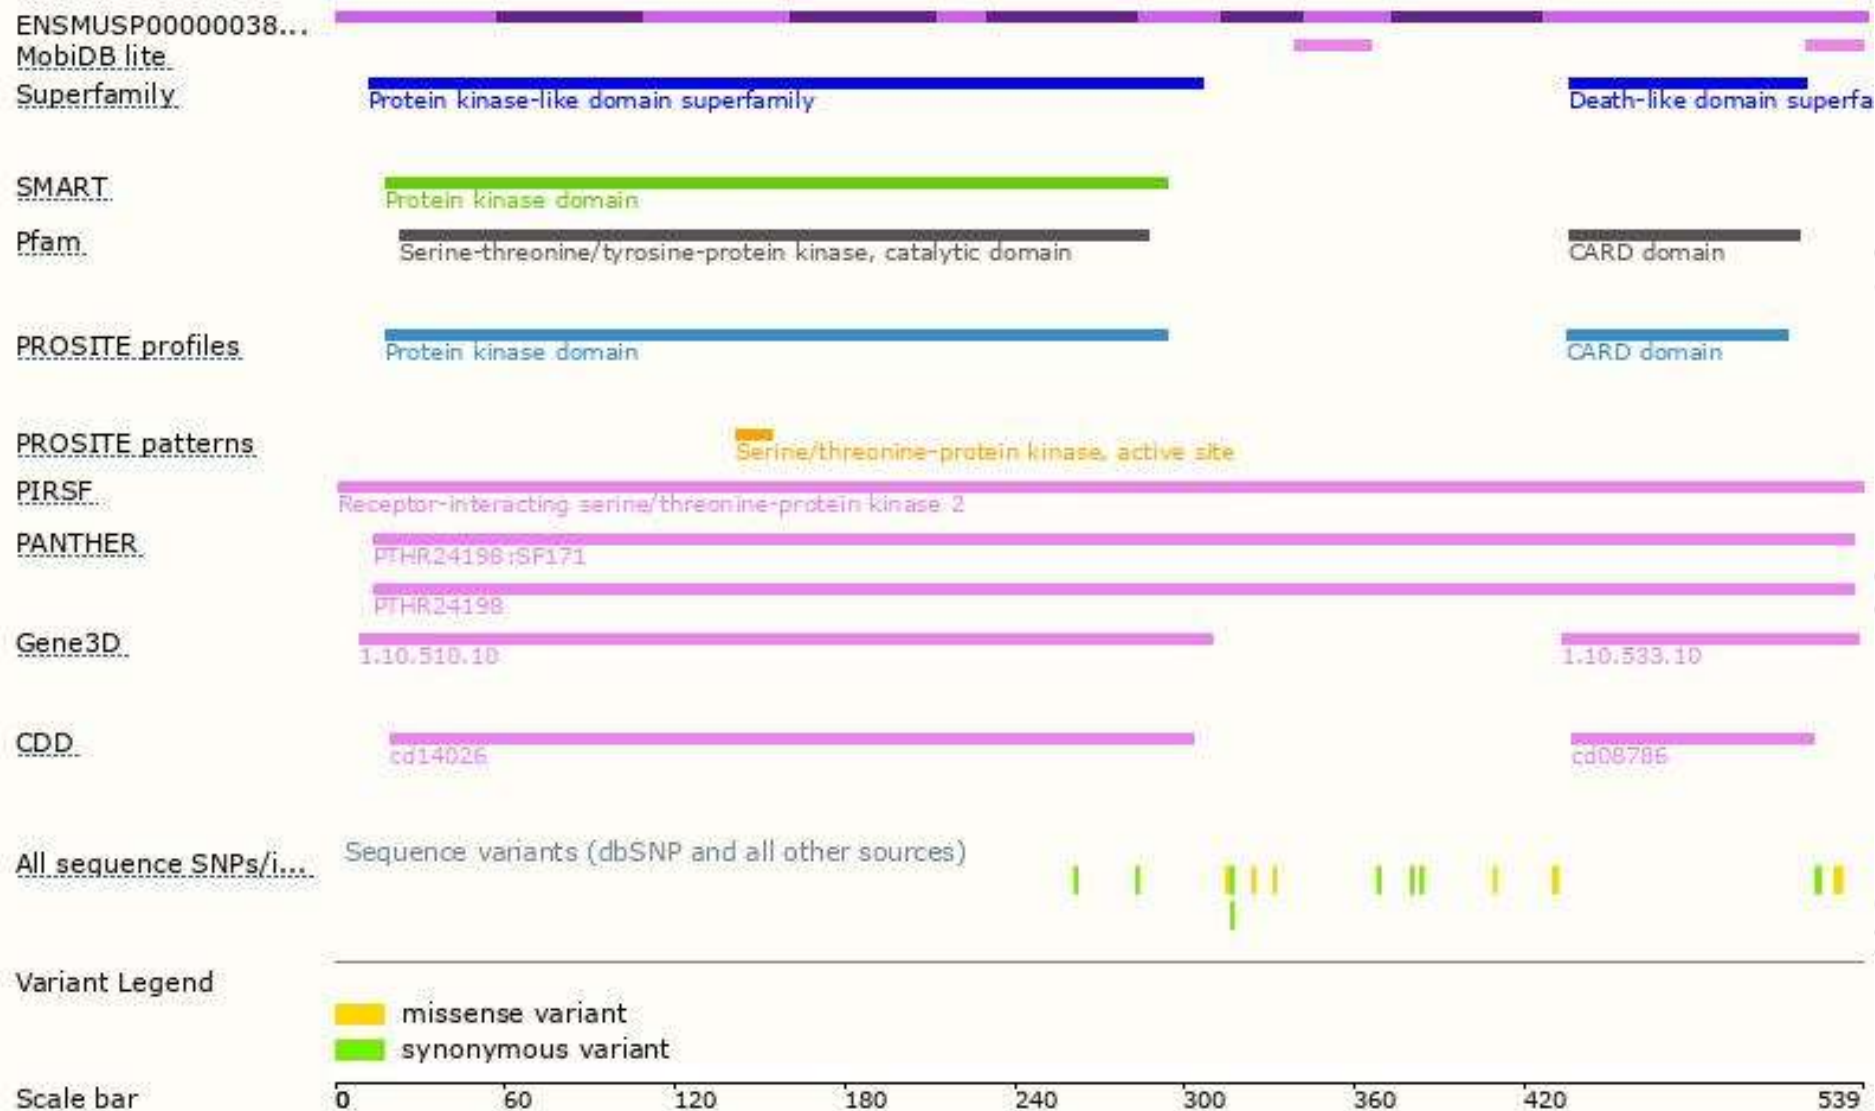 ENSMUSP00000038...
MobiDB lite
Superfamily
Protein kinase-like domain superfamily
Death-like domain superfa
SMART
Protein kinase domain
Pfam
Serine-threonine/tyrosine-protein kinase, catalytic domain
CARD domain
PROSITE profiles
Protein kinase domain
CARD domain
PROSITE patterns
Serine/threonine-protein kinase, active site
PIRSF
Receptor-interacting serine/threonine-protein kinase 2
PANTHER
PTHR24198:SF171
PTHR24198
Gene3D
1.10.510.10
1.10.533.10
CDD
cd14026
cd08786
All sequence SNPs/i...
Sequence variants (dbSNP and all other sources)
Variant Legend
missense variant
synonymous variant
Scale bar
0 60 120 180 240 300 360 420 539